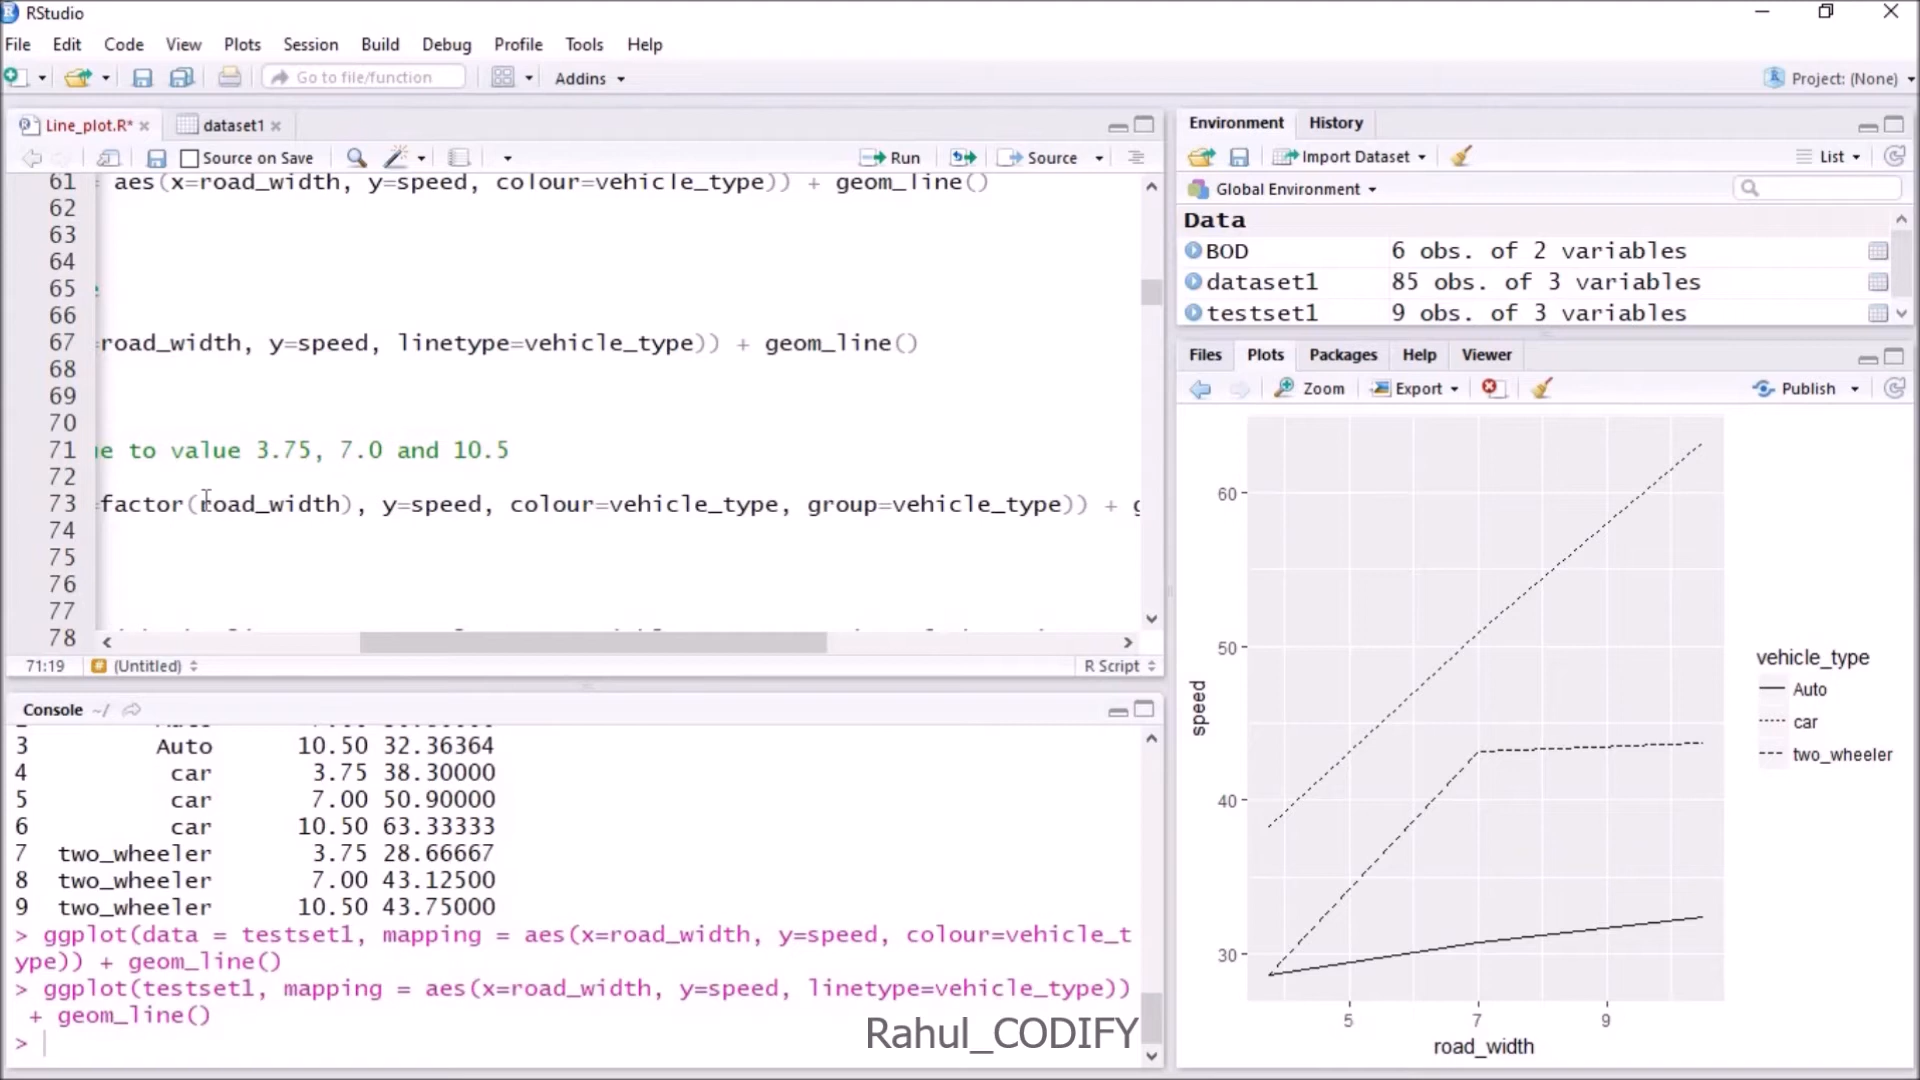 RStudio
File Edit Code View Plots Session Build Debug Profile Tools Help
Go to file/function Addins Project: (None)
Line_plot.R* dataset1
Source on Save Run Source
61 aes(x=road_width, y=speed, colour=vehicle_type)) + geom_line()
62
63
64
65
66
67 =road_width, y=speed, linetype=vehicle_type)) + geom_line()
68
69
70
71 e to value 3.75, 7.0 and 10.5
72
73 =factor(road_width), y=speed, colour=vehicle_type, group=vehicle_type)) + g
74
75
76
77
78
71:19 (Untitled) R Script
Console ~/
3 Auto 10.50 32.36364
4 car 3.75 38.30000
5 car 7.00 50.90000
6 car 10.50 63.33333
7 two_wheeler 3.75 28.66667
8 two_wheeler 7.00 43.12500
9 two_wheeler 10.50 43.75000
> ggplot(data = testset1, mapping = aes(x=road_width, y=speed, colour=vehicle_t
ype)) + geom_line()
> ggplot(testset1, mapping = aes(x=road_width, y=speed, linetype=vehicle_type))
+ geom_line()
>
Rahul_CODIFY
Environment History
Import Dataset List
Global Environment
Data
BOD 6 obs. of 2 variables
dataset1 85 obs. of 3 variables
testset1 9 obs. of 3 variables
Files Plots Packages Help Viewer
Zoom Export Publish
60
50
40
30
speed
5 7 9
road_width
vehicle_type
Auto
car
two_wheeler